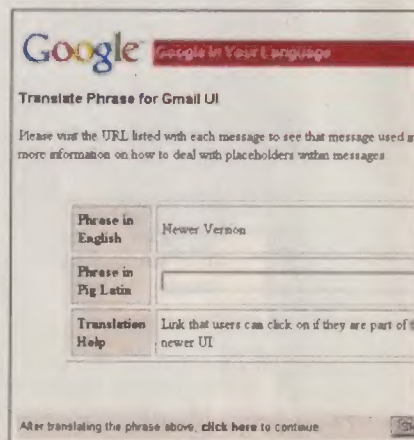 Google Google In Your Language
Translate Phrase for Gmail UI
Please visit the URL listed with each message to see that message used
more information on how to deal with placeholders within messages
Phrase in English
Newer Version
Phrase in Pig Latin
Translation Help
Link that users can click on if they are part of
newer UI
After translating the phrase above, click here to continue